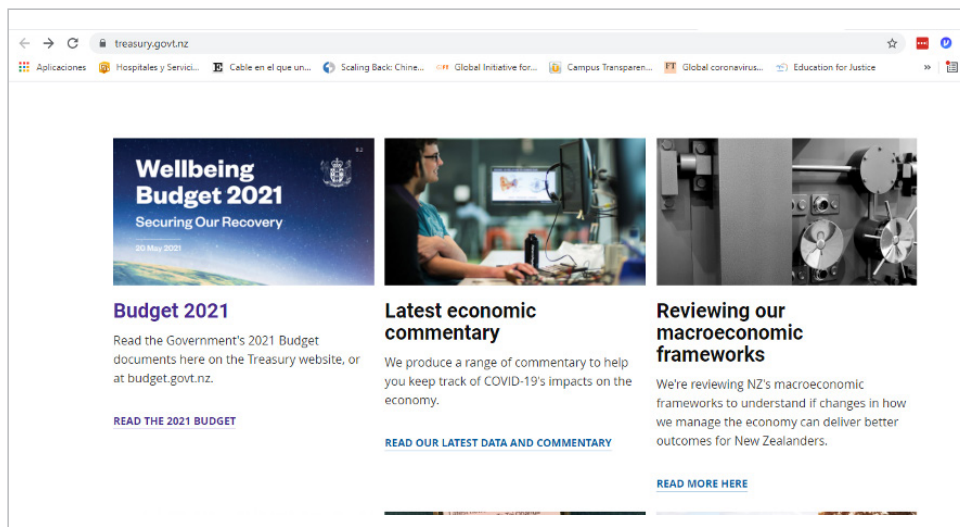 treasury.govt.nz
Aplicaciones
Hospitales y Servici...
Cable en el que un...
Scaling Back: Chine...
Global Initiative for...
Campus Transparen...
FT
Global coronavirus...
Education for Justice
»
B.2
Wellbeing
Budget 2021
Securing Our Recovery
20 May 2021
Budget 2021
Read the Government's 2021 Budget
documents here on the Treasury website, or
at budget.govt.nz.
READ THE 2021 BUDGET
Latest economic
commentary
We produce a range of commentary to help
you keep track of COVID-19's impacts on the
economy.
READ OUR LATEST DATA AND COMMENTARY
Reviewing our
macroeconomic
frameworks
We're reviewing NZ's macroeconomic
frameworks to understand if changes in how
we manage the economy can deliver better
outcomes for New Zealanders.
READ MORE HERE